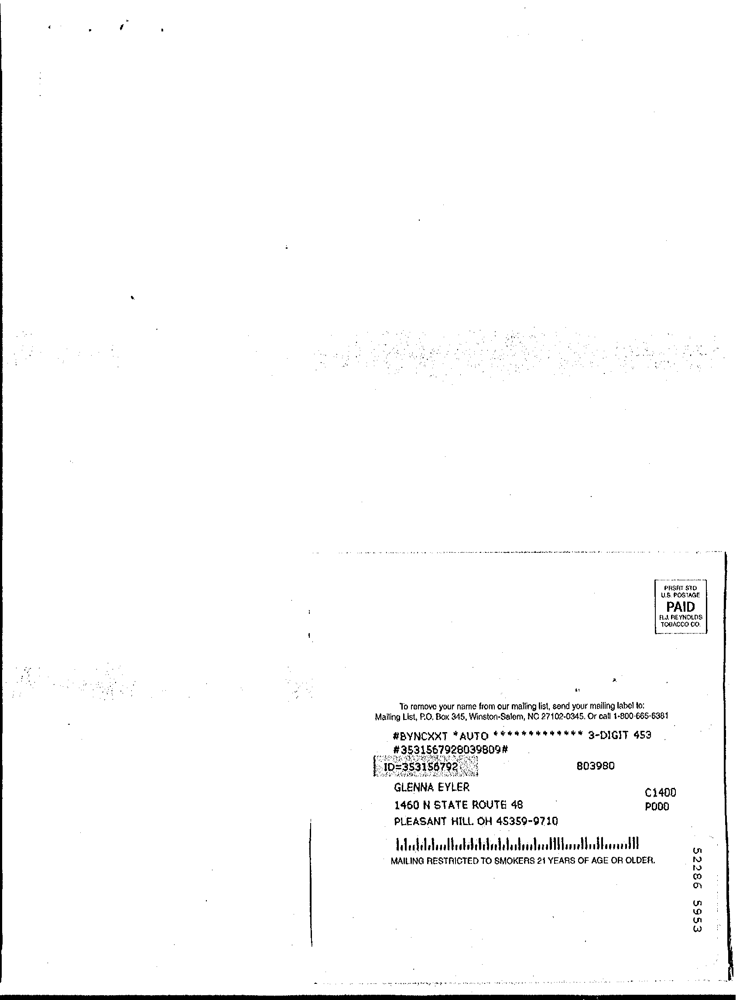 PRSRT STD
U.S. POSTAGE
PAID
R.J. REYNOLDS
TOBACCO CO.
To remove your name from our mailing list, send your mailing label to:
Mailing List, P.O. Box 345, Winston-Salem, NC 27102-0345. Or call 1-800-665-6381
#BYNCXXT *AUTO ************* 3-DIGIT 453
#3531567928039809#
ID=353156792 803980
GLENNA EYLER
C1400
1460 N STATE ROUTE 48
P000
PLEASANT HILL OH 45359-9710
MAILING RESTRICTED TO SMOKERS 21 YEARS OF AGE OR OLDER.
52286 5953